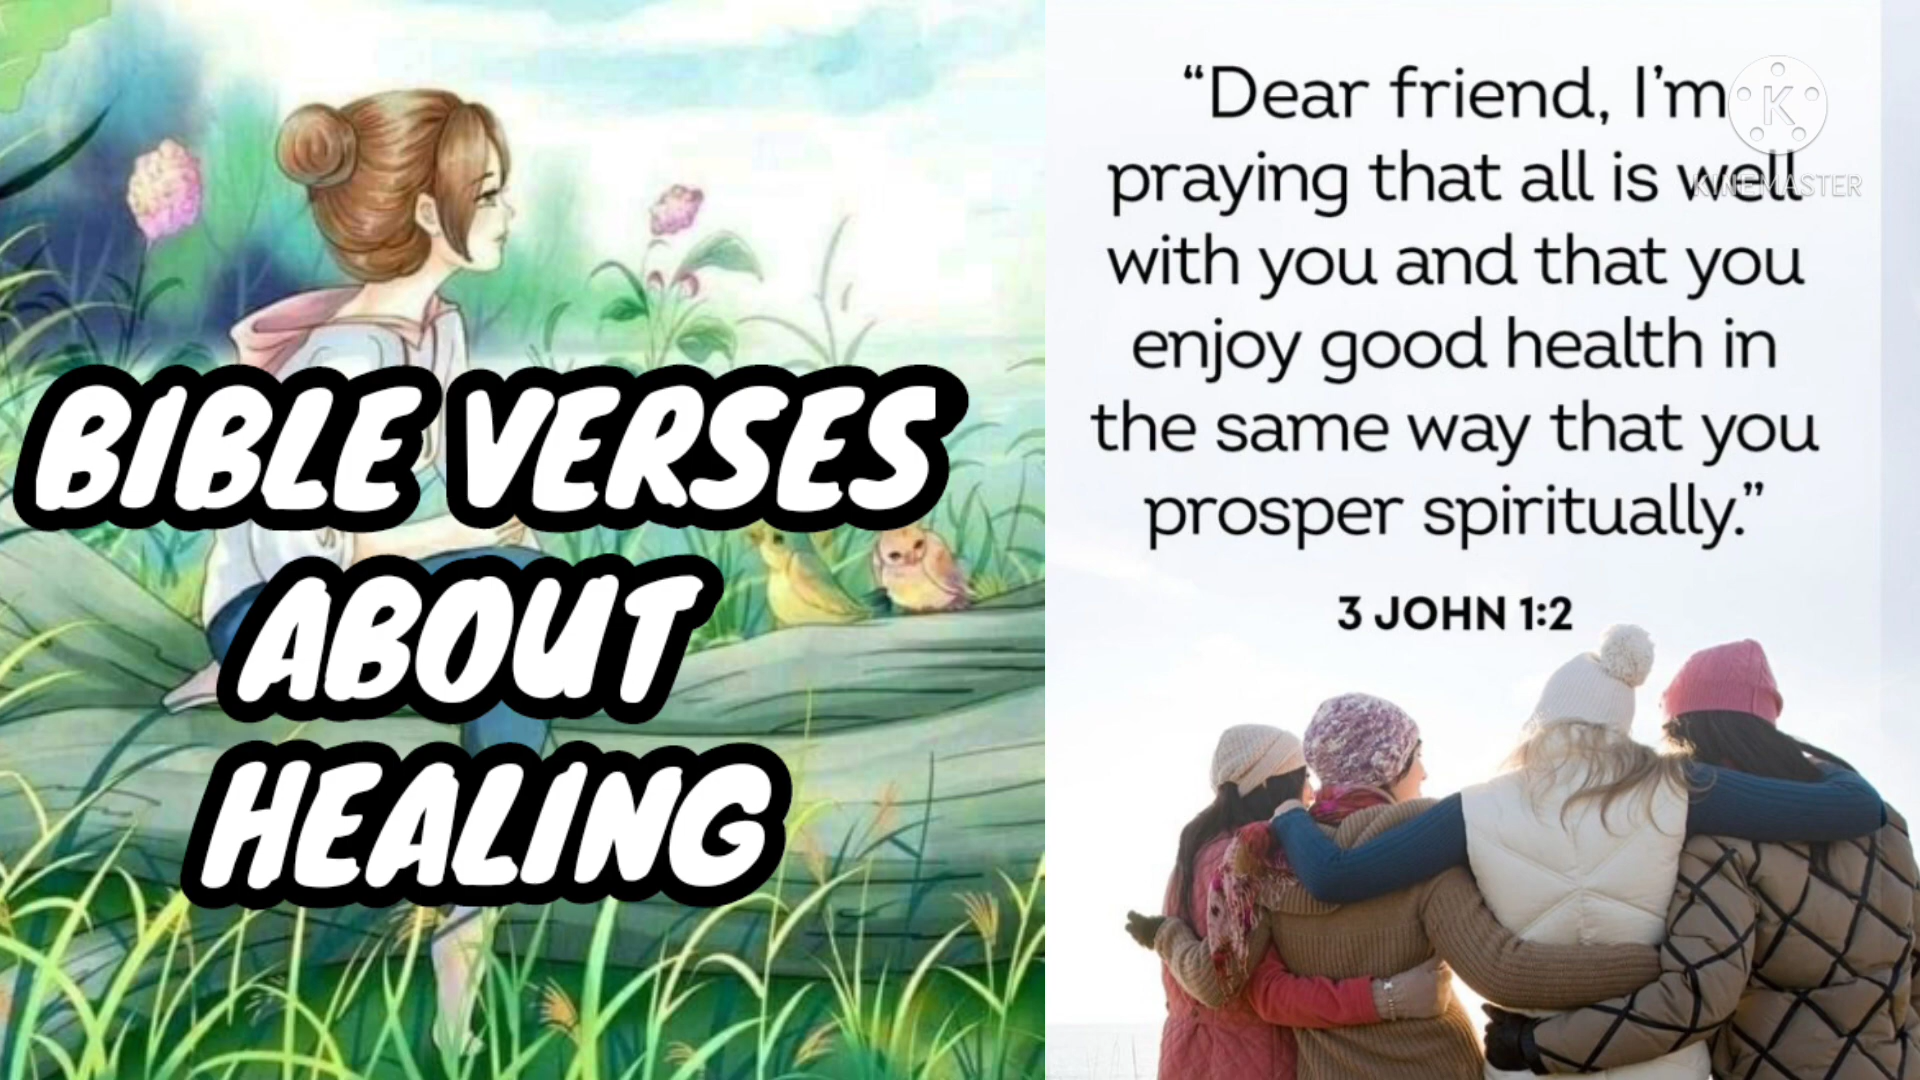 BIBLE VERSES
ABOUT
HEALING
“Dear friend, I’m
praying that all is well
with you and that you
enjoy good health in
the same way that you
prosper spiritually.”
3 JOHN 1:2
K
KINEMASTER